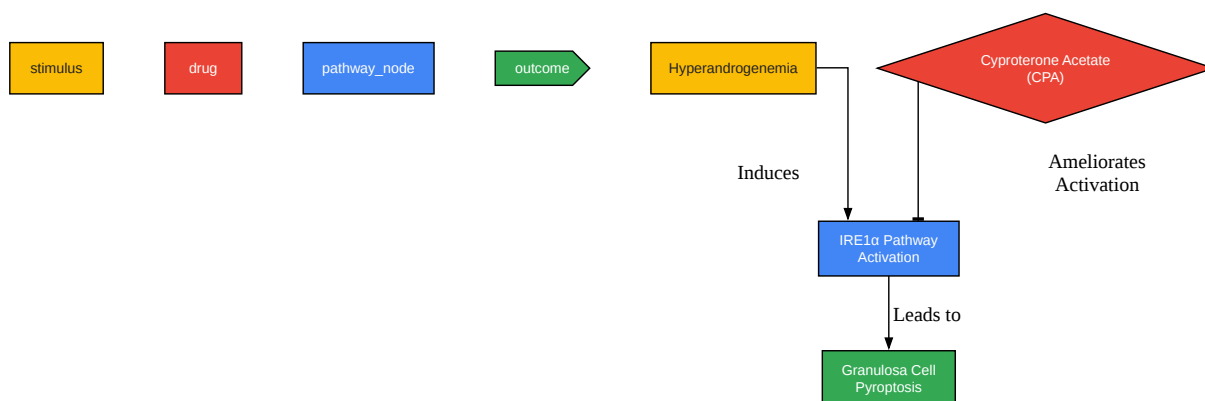 stimulus
drug
pathway_node
outcome
Hyperandrogenemia
Cyproterone Acetate
(CPA)
Induces
Ameliorates
Activation
IRE1α Pathway
Activation
Leads to
Granulosa Cell
Pyroptosis